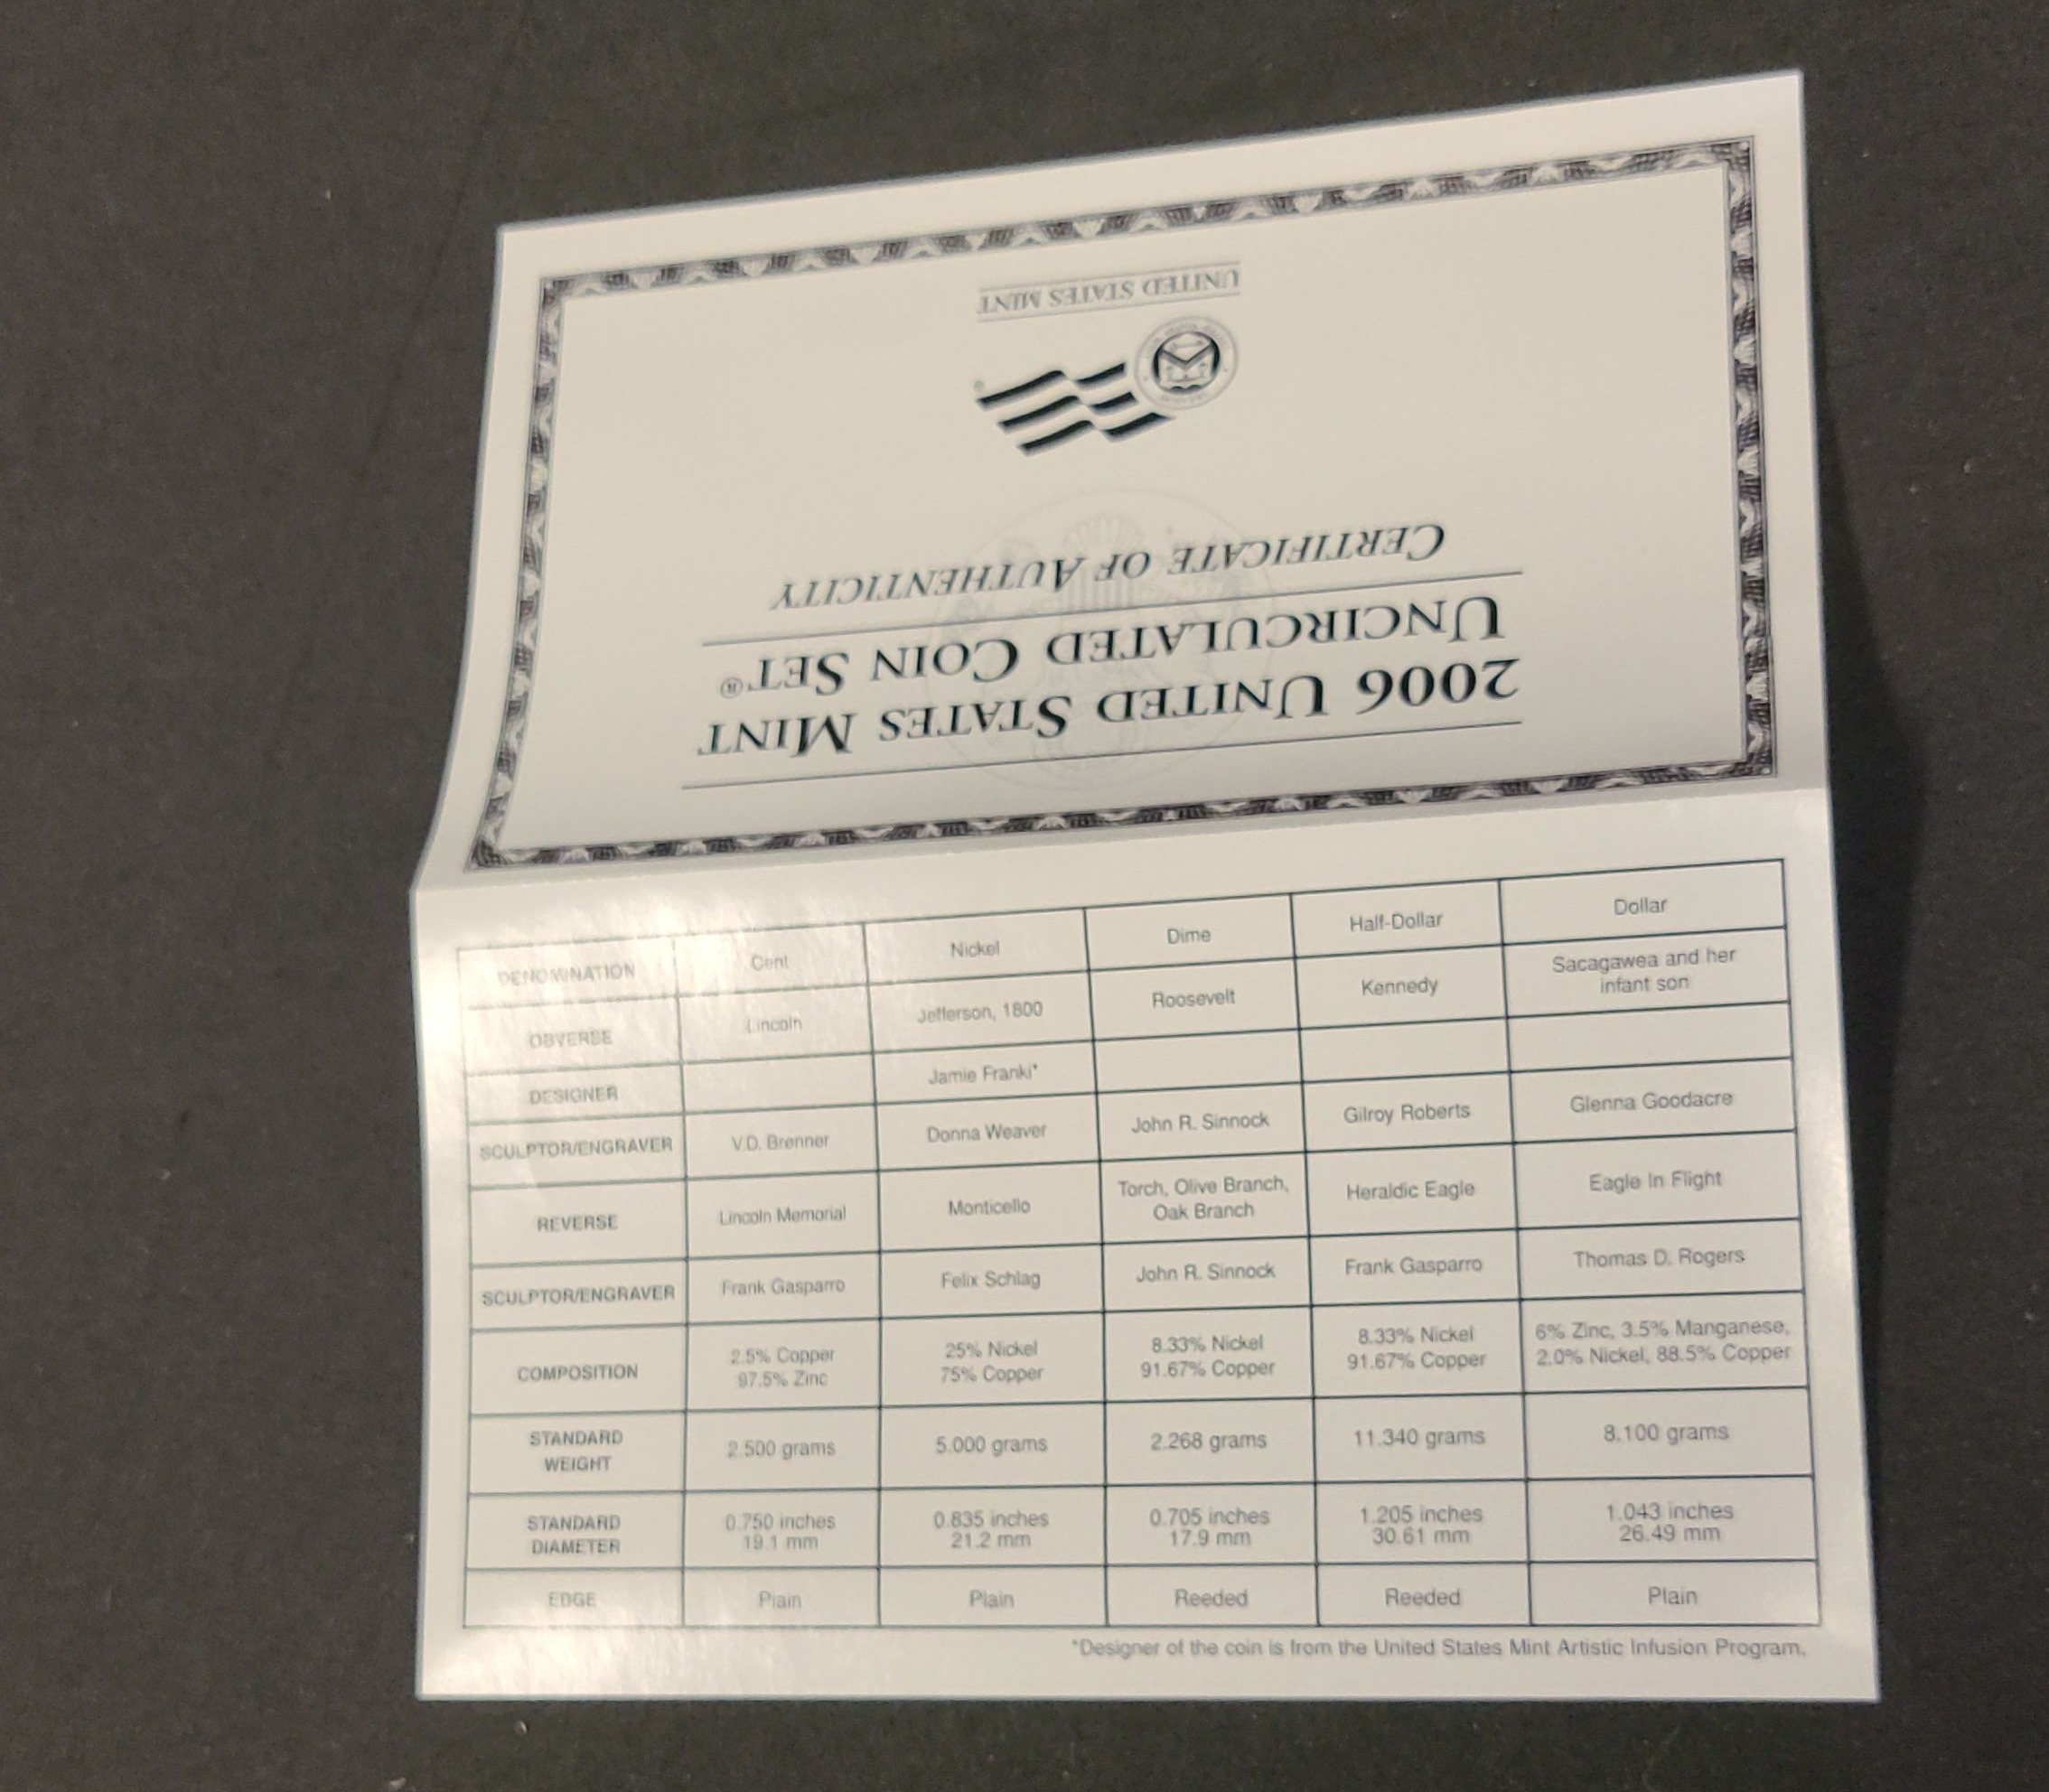 2006 UNITED STATES MINT
UNCIRCULATED COIN SET®
CERTIFICATE OF AUTHENTICITY
®
UNITED STATES MINT
DENOMINATION Cent Nickel Dime Half-Dollar Dollar
OBVERSE Lincoln Jefferson, 1800 Roosevelt Kennedy Sacagawea and her
infant son
DESIGNER Jamie Franki*
SCULPTOR/ENGRAVER V.D. Brenner Donna Weaver John R. Sinnock Gilroy Roberts Glenna Goodacre
REVERSE Lincoln Memorial Monticello Torch, Olive Branch, Heraldic Eagle Eagle In Flight
Oak Branch
SCULPTOR/ENGRAVER Frank Gasparro Felix Schlag John R. Sinnock Frank Gasparro Thomas D. Rogers
COMPOSITION 2.5% Copper 25% Nickel 8.33% Nickel 8.33% Nickel 6% Zinc, 3.5% Manganese,
97.5% Zinc 75% Copper 91.67% Copper 91.67% Copper 2.0% Nickel, 88.5% Copper
STANDARD 2.500 grams 5.000 grams 2.268 grams 11.340 grams 8.100 grams
WEIGHT
STANDARD 0.750 inches 0.835 inches 0.705 inches 1.205 inches 1.043 inches
DIAMETER 19.1 mm 21.2 mm 17.9 mm 30.61 mm 26.49 mm
EDGE Plain Plain Reeded Reeded Plain
*Designer of the coin is from the United States Mint Artistic Infusion Program.